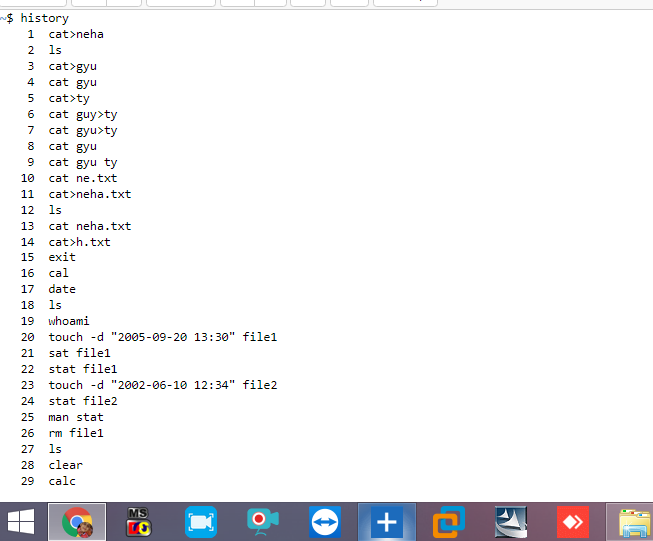 ~$ history
1 cat>neha
2 ls
3 cat>gyu
4 cat gyu
5 cat>ty
6 cat guy>ty
7 cat gyu>ty
8 cat gyu
9 cat gyu ty
10 cat ne.txt
11 cat>neha.txt
12 ls
13 cat neha.txt
14 cat>h.txt
15 exit
16 cal
17 date
18 ls
19 whoami
20 touch -d "2005-09-20 13:30" file1
21 sat file1
22 stat file1
23 touch -d "2002-06-10 12:34" file2
24 stat file2
25 man stat
26 rm file1
27 ls
28 clear
29 calc
MS